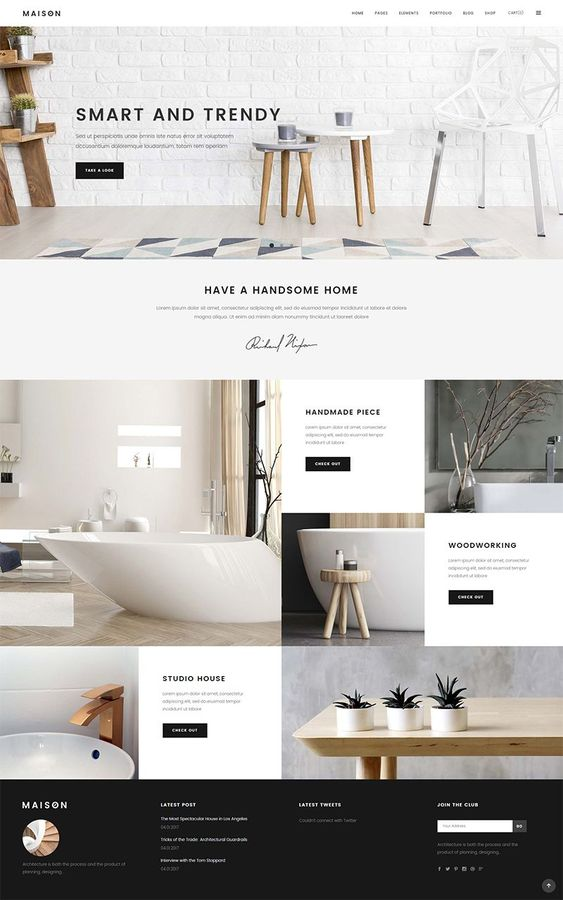 MAISON
HOME PAGES ELEMENTS PORTFOLIO BLOG SHOP CART(0)
SMART AND TRENDY
Sed ut perspiciatis unde omnis iste natus error sit voluptatem
accusantium doloremque laudantium, totam rem aperiam
TAKE A LOOK
HAVE A HANDSOME HOME
Lorem ipsum dolor sit amet, consectetur adipiscing elit, sed do eiusmod tempor incididunt ut labore et dolore
magna aliqua. Ut enim ad minim diam nonummy tincidunt ut laoreet dolore
Richard Nixon
HANDMADE PIECE
Lorem ipsum dolor sit amet, consectetur
adipiscing elit, sed do eiusmod tempor
incididunt ut labore
CHECK OUT
WOODWORKING
Lorem ipsum dolor sit amet, consectetur
adipiscing elit, sed do eiusmod tempor
incididunt ut labore
CHECK OUT
STUDIO HOUSE
Lorem ipsum dolor sit amet, consectetur
adipiscing elit, sed do eiusmod tempor
incididunt ut labore
CHECK OUT
MAISON
Architecture is both the process and the product of
planning, designing...
LATEST POST
The Most Spectacular House in Los Angeles
04.01.2017
Tricks of the Trade: Architectural Guardrails
04.01.2017
Interview with the Tom Stoppard
04.01.2017
LATEST TWEETS
Couldn't connect with Twitter
JOIN THE CLUB
Your Address
GO
Architecture is both the process and the
product of planning, designing...